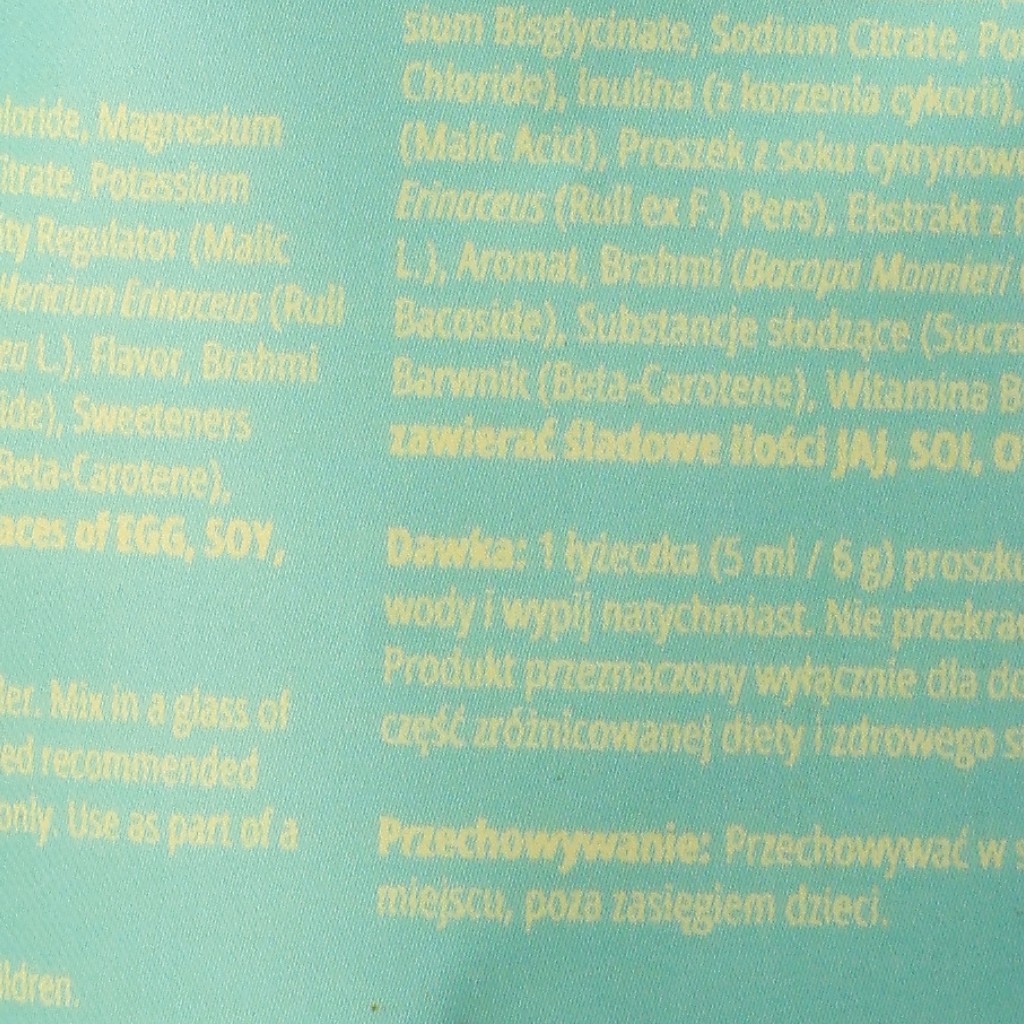 loride, Magnesium
itrate, Potassium
ity Regulator (Malic
Hericium Erinaceus (Rull
ea L.), Flavor, Brahmi
ide), Sweeteners
Beta-Carotene),
aces of EGG, SOY,
der. Mix in a glass of
ed recommended
only. Use as part of a
ildren.
sium Bisglycinate, Sodium Citrate, Po
Chloride), Inulina (z korzenia cykorii),
(Malic Acid), Proszek z soku cytrynowe
Erinaceus (Rull ex F.) Pers), Ekstrakt z
L.), Aromat, Brahmi (Bacopa Monnieri
Bacoside), Substancje słodzące (Sucra
Barwnik (Beta-Carotene), Witamina B
zawierać śladowe ilości JAJ, SOI, O
Dawka: 1 łyżeczka (5 ml / 6 g) proszku
wody i wypij natychmiast. Nie przekra
Produkt przeznaczony wyłącznie dla do
część zróżnicowanej diety i zdrowego s
Przechowywanie: Przechowywać w s
miejscu, poza zasięgiem dzieci.